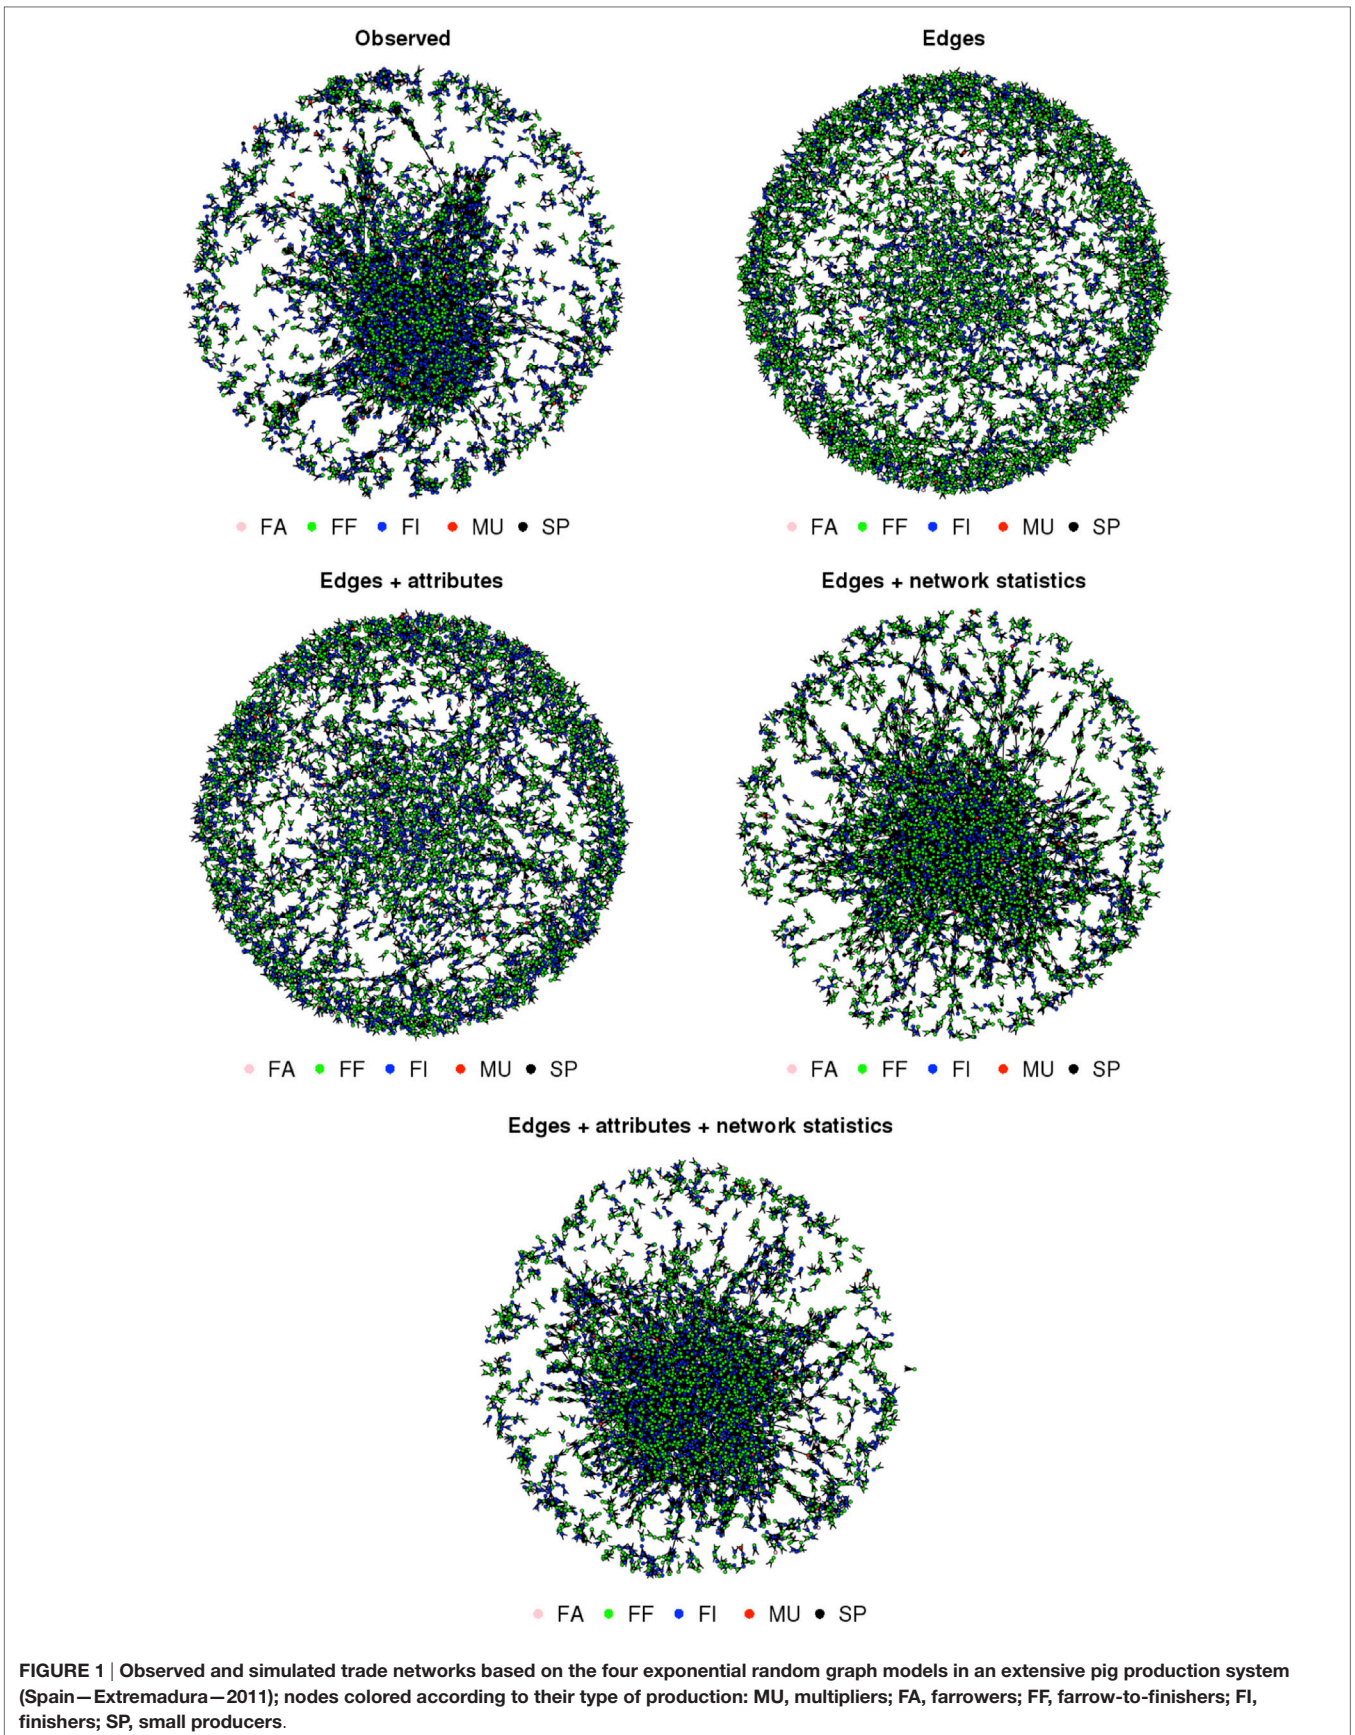 Observed
Edges
FA FF FI MU SP
FA FF FI MU SP
Edges + attributes
Edges + network statistics
FA FF FI MU SP
FA FF FI MU SP
Edges + attributes + network statistics
FA FF FI MU SP
FIGURE 1 | Observed and simulated trade networks based on the four exponential random graph models in an extensive pig production system
(Spain—Extremadura—2011); nodes colored according to their type of production: MU, multipliers; FA, farrowers; FF, farrow-to-finishers; FI,
finishers; SP, small producers.